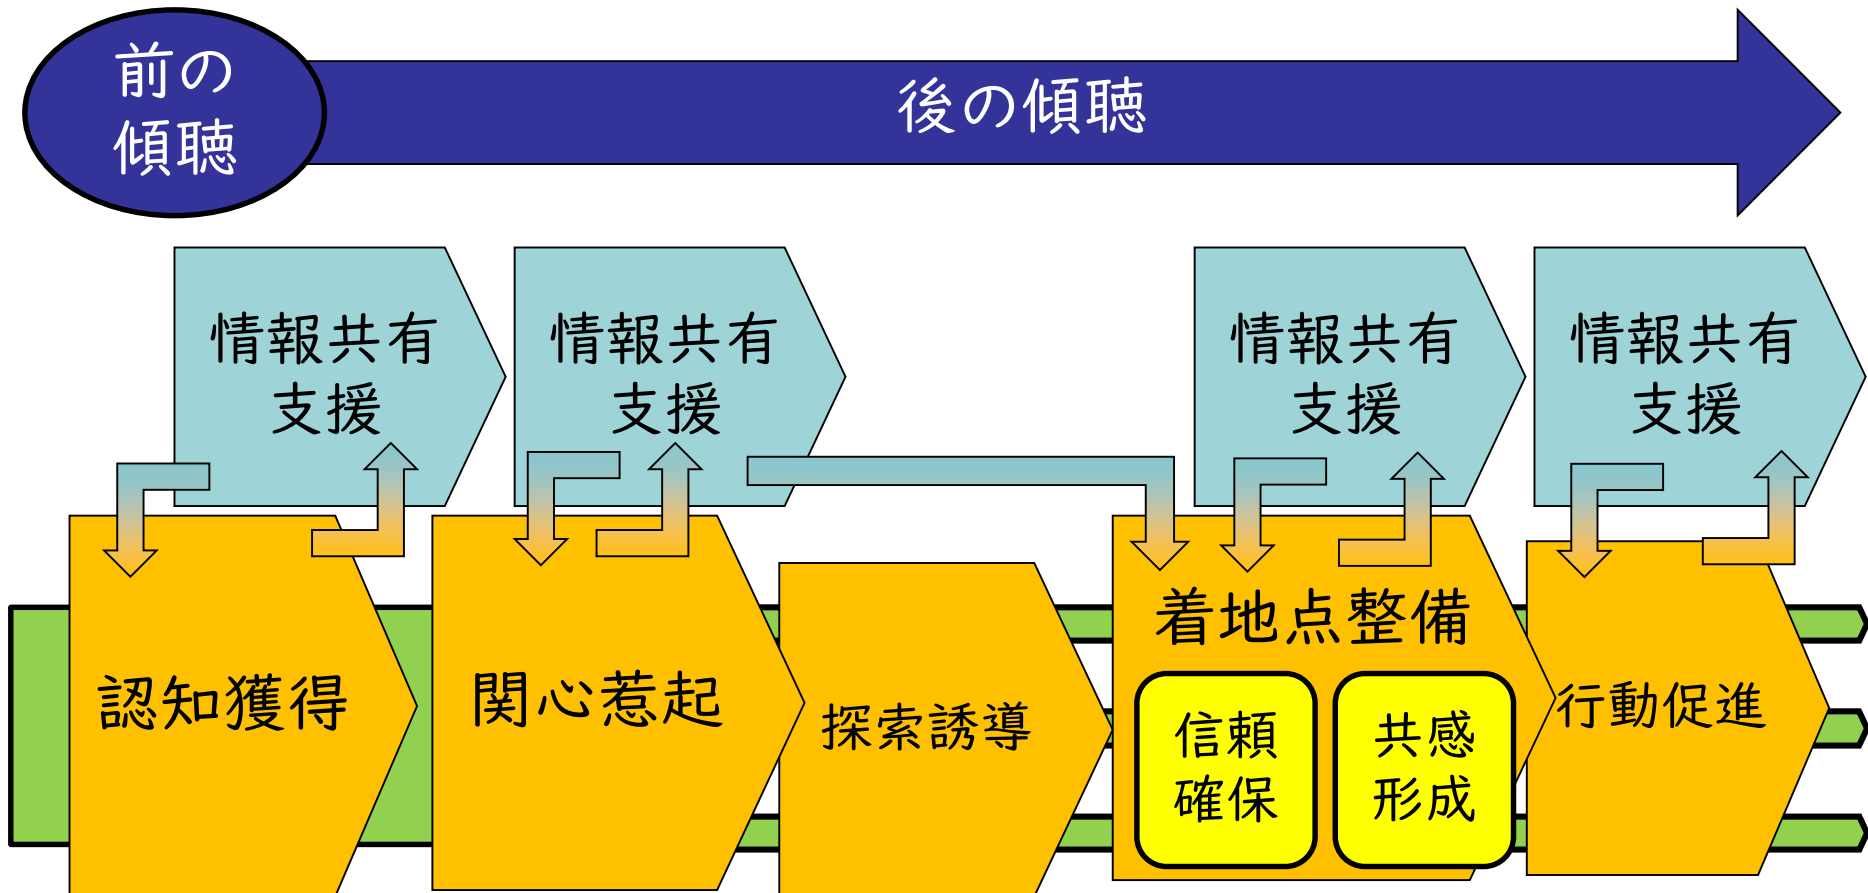 前の
傾聴
後の傾聴
情報共有
支援
情報共有
支援
情報共有
支援
情報共有
支援
認知獲得
関心惹起
探索誘導
着地点整備
信頼
確保
共感
形成
行動促進